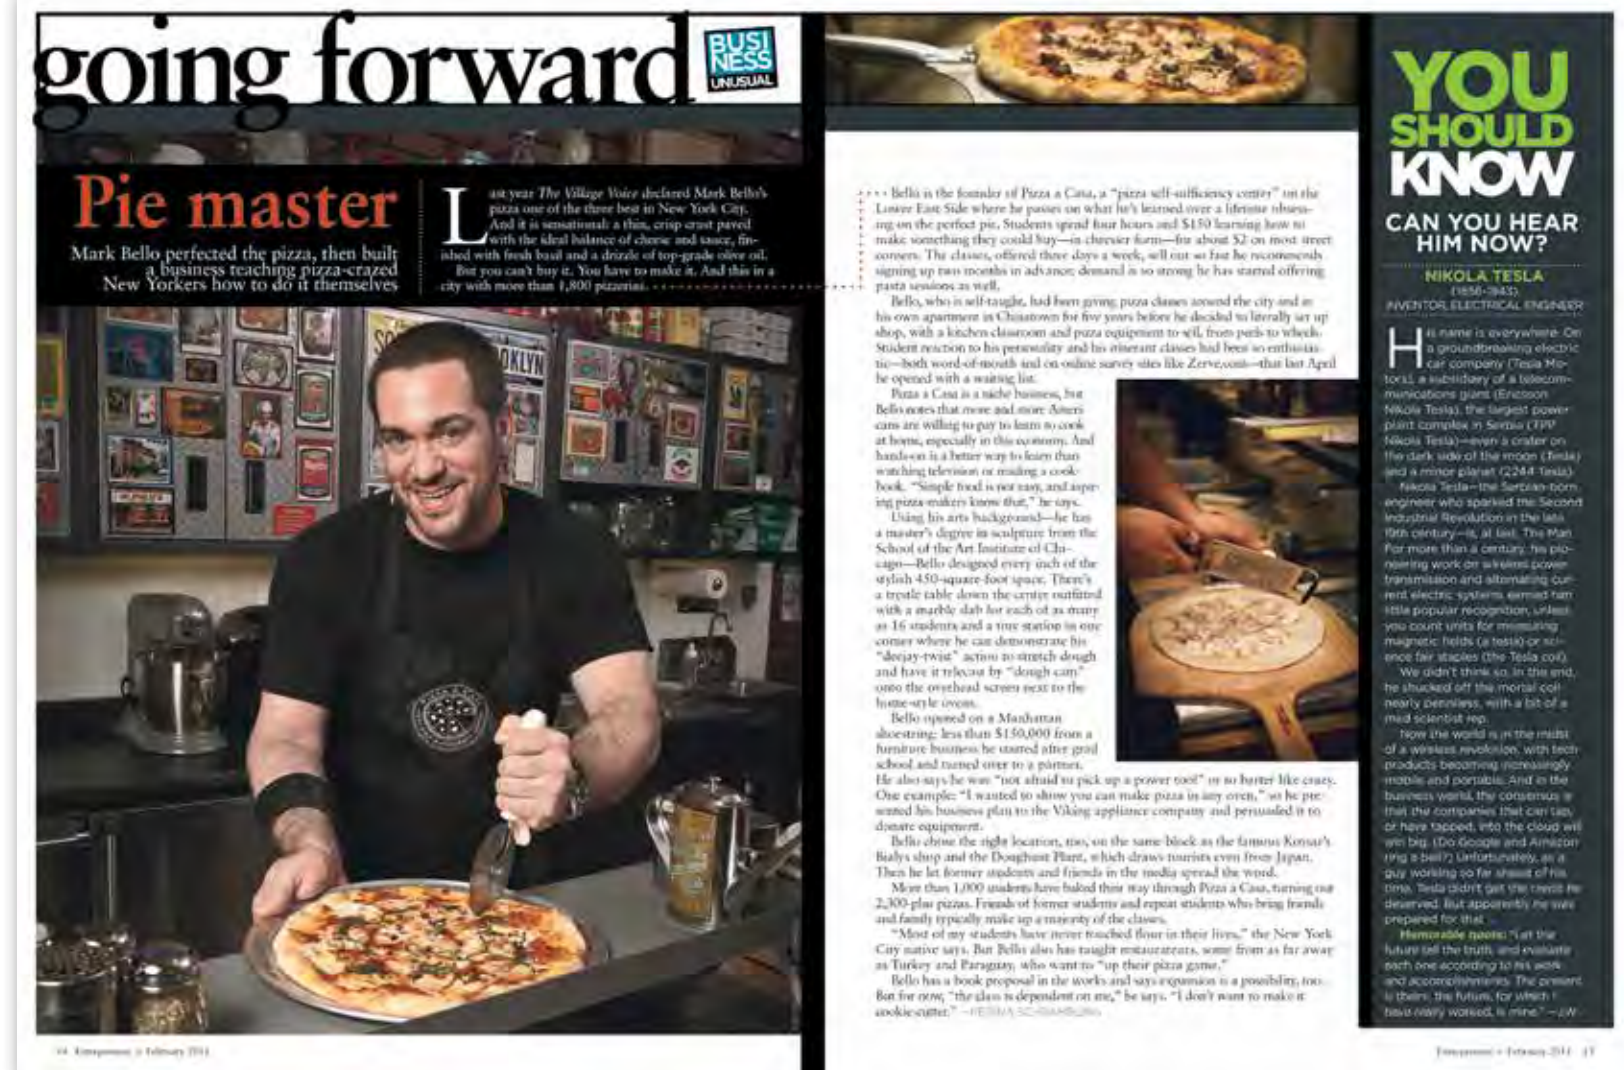 going forward
BUSI
NESS
UNUSUAL
Pie master
Mark Bello perfected the pizza, then built
a business teaching pizza-crazed
New Yorkers how to do it themselves
Last year The Village Voice declared Mark Bello's
pizza one of the three best in New York City.
And it is sensational: a thin, crisp crust paved
with the ideal balance of cheese and sauce, fin-
ished with fresh basil and a drizzle of top-grade olive oil.
But you can't buy it. You have to make it. And this in a
city with more than 1,800 pizzerias.
OKLYN
Bello is the founder of Pizza a Casa, a "pizza self-sufficiency center" on the
Lower East Side where he passes on what he's learned over a lifetime obsess-
ing on the perfect pie. Students spend four hours and $150 learning how to
make something they could buy—in cheesier form—for about $2 on most street
corners. The classes, offered three days a week, sell out so fast he recommends
signing up two months in advance; demand is so strong he has started offering
pasta sessions as well.
Bello, who is self-taught, had been giving pizza classes around the city and in
his own apartment in Chinatown for five years before he decided to literally set up
shop, with a kitchen classroom and pizza equipment to sell, from peels to wheels.
Student reaction to his personality and his itinerant classes had been so enthusias-
tic—both word-of-mouth and on online survey sites like Zerve.com—that last April
he opened with a waiting list.
Pizza a Casa is a niche business, but
Bello notes that more and more Ameri
cans are willing to pay to learn to cook
at home, especially in this economy. And
hands-on is a better way to learn than
watching television or reading a cook-
book. "Simple food is not easy, and aspir-
ing pizza-makers know that," he says.
Using his arts background—he has
a master's degree in sculpture from the
School of the Art Institute of Chi-
cago—Bello designed every inch of the
stylish 450-square-foot space. There's
a trestle table down the center outfitted
with a marble slab for each of as many
as 16 students and a tiny station in one
corner where he can demonstrate his
"deejay-twist" action to stretch dough
and have it telecast by "dough cam"
onto the overhead screen next to the
home-style ovens.
Bello opened on a Manhattan
shoestring: less than $150,000 from a
furniture business he started after grad
school and turned over to a partner.
He also says he was "not afraid to pick up a power tool" or to barter like crazy.
One example: "I wanted to show you can make pizza in any oven," so he pre-
sented his business plan to the Viking appliance company and persuaded it to
donate equipment.
Bello chose the right location, too, on the same block as the famous Kossar's
Bialys shop and the Doughnut Plant, which draws tourists even from Japan.
Then he let former students and friends in the media spread the word.
More than 1,000 students have baked their way through Pizza a Casa, turning out
2,300-plus pizzas. Friends of former students and repeat students who bring friends
and family typically make up a majority of the classes.
"Most of my students have never touched flour in their lives," the New York
City native says. But Bello also has taught restaurateurs, some from as far away
as Turkey and Paraguay, who want to "up their pizza game."
Bello has a book proposal in the works and says expansion is a possibility, too.
But for now, "the class is dependent on me," he says. "I don't want to make it
cookie-cutter." —REGINA SCHRAMBLING
YOU
SHOULD
KNOW
CAN YOU HEAR
HIM NOW?
NIKOLA TESLA
(1856-1943)
INVENTOR, ELECTRICAL ENGINEER
His name is everywhere. On
a groundbreaking electric
car company (Tesla Mo-
tors), a subsidiary of a telecom-
munications giant (Ericsson
Nikola Tesla), the largest power
plant complex in Serbia (TPP
Nikola Tesla)—even a crater on
the dark side of the moon (Tesla)
and a minor planet (2244 Tesla).
Nikola Tesla—the Serbian-born
engineer who sparked the Second
Industrial Revolution in the late
19th century—is, at last, The Man.
For more than a century, his pio-
neering work on wireless power
transmission and alternating cur-
rent electric systems earned him
little popular recognition, unless
you count units for measuring
magnetic fields (a tesla) or sci-
ence fair staples (the Tesla coil).
We didn't think so. In the end,
he shucked off the mortal coil
nearly penniless, with a bit of a
mad scientist rep.
Now the world is in the midst
of a wireless revolution, with tech
products becoming increasingly
mobile and portable. And in the
business world, the consensus is
that the companies that can tap,
or have tapped, into the cloud will
win big. (Do Google and Amazon
ring a bell?) Unfortunately, as a
guy working so far ahead of his
time, Tesla didn't get the credit he
deserved. But apparently he was
prepared for that.
Memorable quote: "Let the
future tell the truth, and evaluate
each one according to his work
and accomplishments. The present
is theirs; the future, for which I
have really worked, is mine." —J.W.
14 Entrepreneur + February 2011
Entrepreneur + February 2011 15